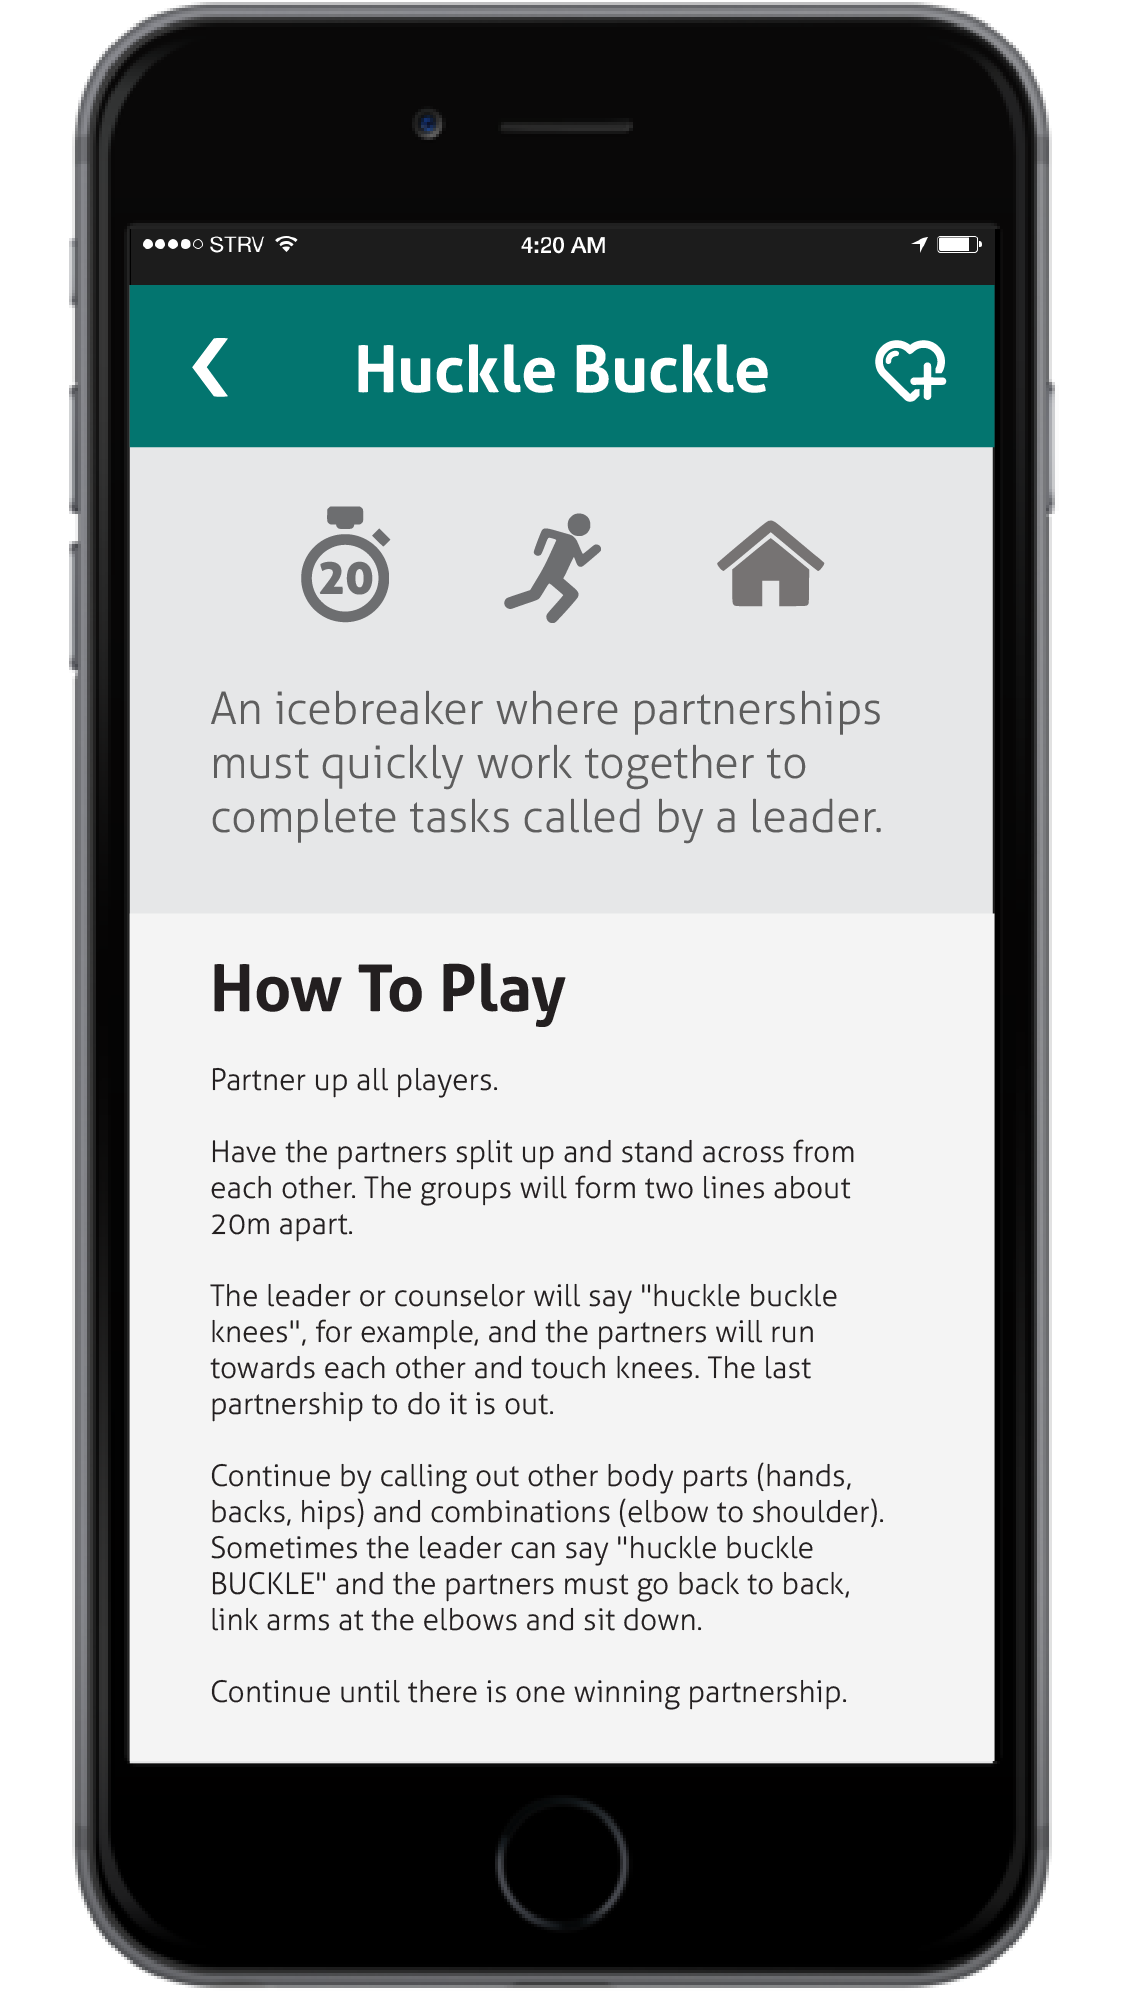 STRV
4:20 AM
Huckle Buckle
20
An icebreaker where partnerships
must quickly work together to
complete tasks called by a leader.
How To Play
Partner up all players.
Have the partners split up and stand across from
each other. The groups will form two lines about
20m apart.
The leader or counselor will say "huckle buckle
knees", for example, and the partners will run
towards each other and touch knees. The last
partnership to do it is out.
Continue by calling out other body parts (hands,
backs, hips) and combinations (elbow to shoulder).
Sometimes the leader can say "huckle buckle
BUCKLE" and the partners must go back to back,
link arms at the elbows and sit down.
Continue until there is one winning partnership.